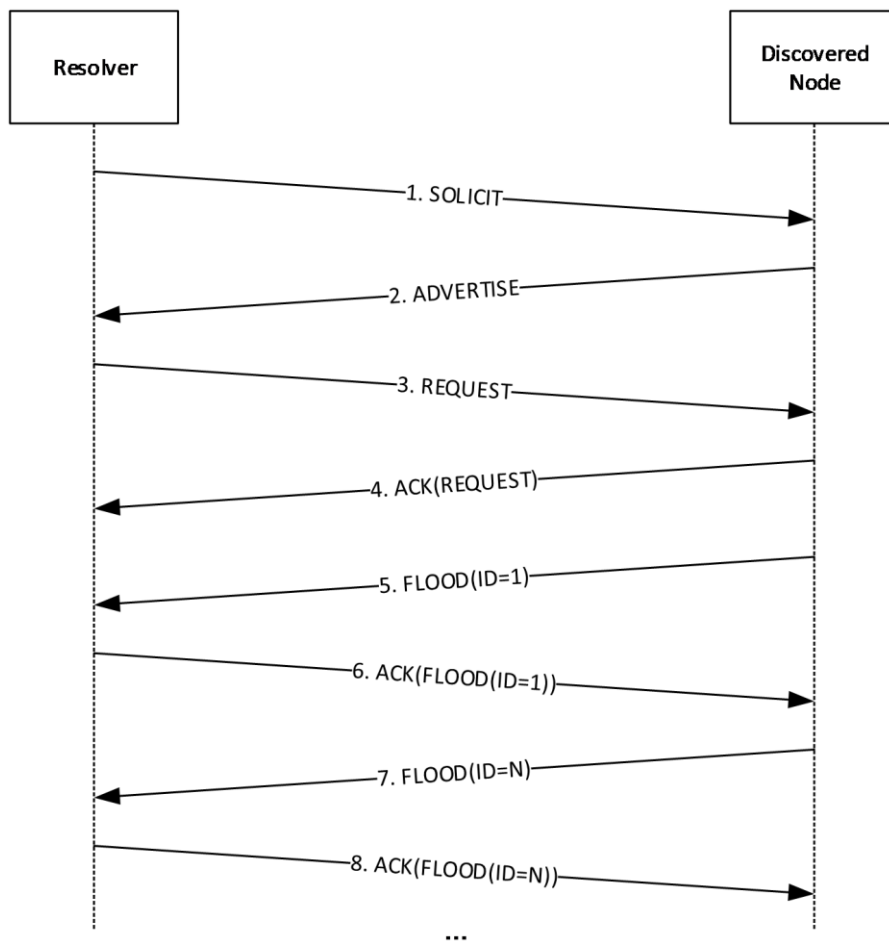 Resolver
Discovered
Node
1. SOLICIT
2. ADVERTISE
3. REQUEST
4. ACK(REQUEST)
5. FLOOD(ID=1)
6. ACK(FLOOD(ID=1))
7. FLOOD(ID=N)
8. ACK(FLOOD(ID=N))
...